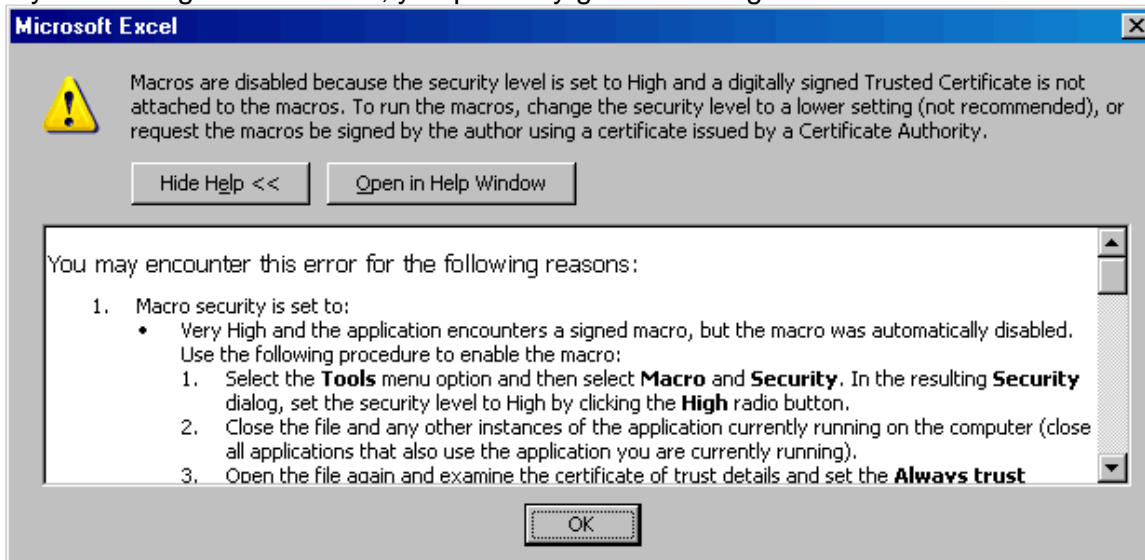 Microsoft Excel
Macros are disabled because the security level is set to High and a digitally signed Trusted Certificate is not
attached to the macros. To run the macros, change the security level to a lower setting (not recommended), or
request the macros be signed by the author using a certificate issued by a Certificate Authority.
Hide Help << Open in Help Window
You may encounter this error for the following reasons:
1. Macro security is set to:
• Very High and the application encounters a signed macro, but the macro was automatically disabled.
Use the following procedure to enable the macro:
1. Select the Tools menu option and then select Macro and Security. In the resulting Security
dialog, set the security level to High by clicking the High radio button.
2. Close the file and any other instances of the application currently running on the computer (close
all applications that also use the application you are currently running).
3. Open the file again and examine the certificate of trust details and set the Always trust
OK